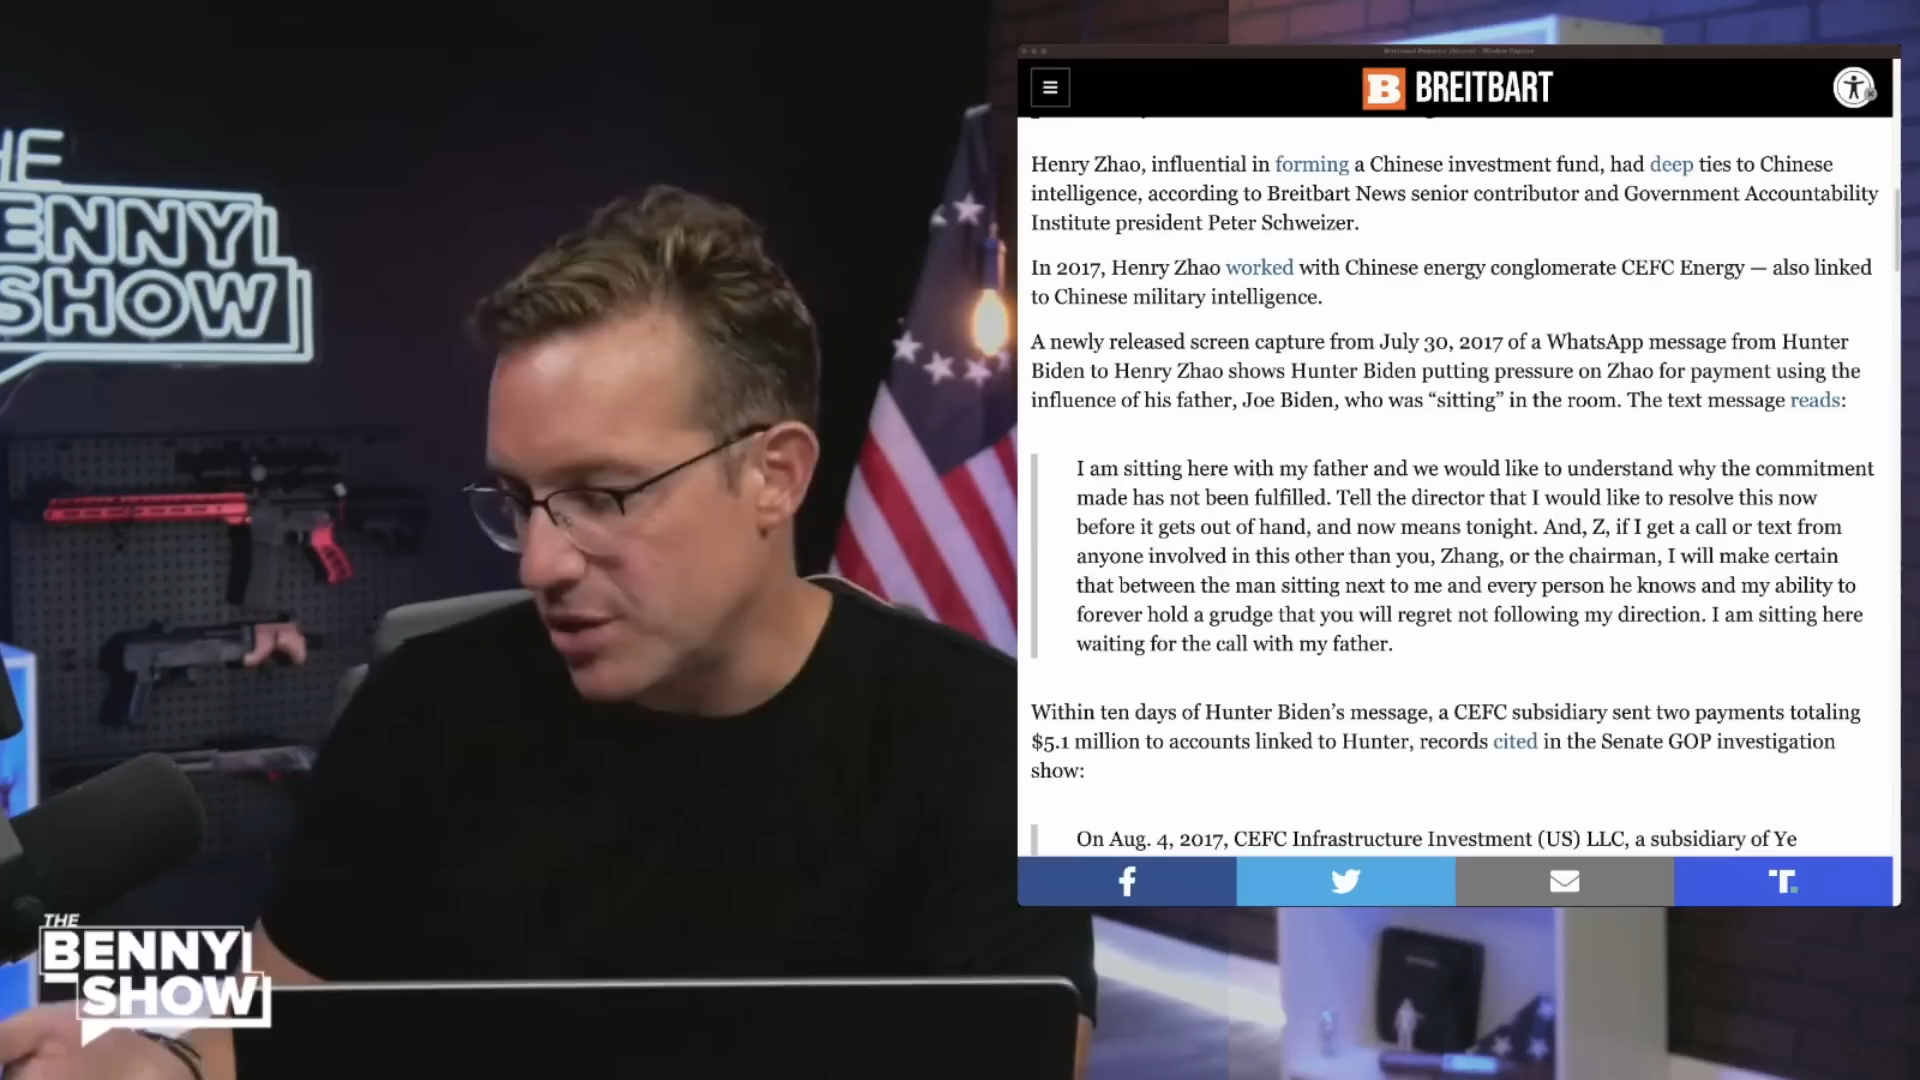 THE
ENNY
SHOW
BREITBART
Henry Zhao, influential in forming a Chinese investment fund, had deep ties to Chinese
intelligence, according to Breitbart News senior contributor and Government Accountability
Institute president Peter Schweizer.
In 2017, Henry Zhao worked with Chinese energy conglomerate CEFC Energy — also linked
to Chinese military intelligence.
A newly released screen capture from July 30, 2017 of a WhatsApp message from Hunter
Biden to Henry Zhao shows Hunter Biden putting pressure on Zhao for payment using the
influence of his father, Joe Biden, who was “sitting” in the room. The text message reads:
I am sitting here with my father and we would like to understand why the commitment
made has not been fulfilled. Tell the director that I would like to resolve this now
before it gets out of hand, and now means tonight. And, Z, if I get a call or text from
anyone involved in this other than you, Zhang, or the chairman, I will make certain
that between the man sitting next to me and every person he knows and my ability to
forever hold a grudge that you will regret not following my direction. I am sitting here
waiting for the call with my father.
Within ten days of Hunter Biden’s message, a CEFC subsidiary sent two payments totaling
$5.1 million to accounts linked to Hunter, records cited in the Senate GOP investigation
show:
On Aug. 4, 2017, CEFC Infrastructure Investment (US) LLC, a subsidiary of Ye
THE
BENNY
SHOW